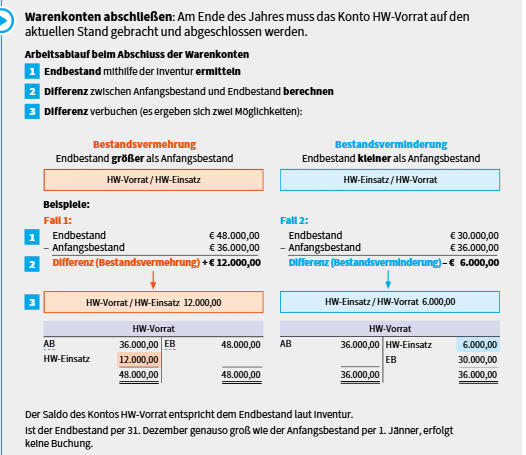 Warenkonten abschließen: Am Ende des Jahres muss das Konto HW-Vorrat auf den
aktuellen Stand gebracht und abgeschlossen werden.
Arbeitsablauf beim Abschluss der Warenkonten
1 Endbestand mithilfe der Inventur ermitteln
2 Differenz zwischen Anfangsbestand und Endbestand berechnen
3 Differenz verbuchen (es ergeben sich zwei Möglichkeiten):
Bestandsvermehrung
Endbestand größer als Anfangsbestand
HW-Vorrat / HW-Einsatz
Bestandsverminderung
Endbestand kleiner als Anfangsbestand
HW-Einsatz / HW-Vorrat
Beispiele:
Fall 1:
1 Endbestand € 48.000,00
– Anfangsbestand € 36.000,00
2 Differenz (Bestandsvermehrung) + € 12.000,00
3 HW-Vorrat / HW-Einsatz 12.000,00
HW-Vorrat
AB 36.000,00 EB 48.000,00
HW-Einsatz 12.000,00
48.000,00 48.000,00
Fall 2:
Endbestand € 30.000,00
– Anfangsbestand € 36.000,00
Differenz (Bestandsverminderung) – € 6.000,00
HW-Einsatz / HW-Vorrat 6.000,00
HW-Vorrat
AB 36.000,00 HW-Einsatz 6.000,00
EB 30.000,00
36.000,00 36.000,00
Der Saldo des Kontos HW-Vorrat entspricht dem Endbestand laut Inventur.
Ist der Endbestand per 31. Dezember genauso groß wie der Anfangsbestand per 1. Jänner, erfolgt
keine Buchung.